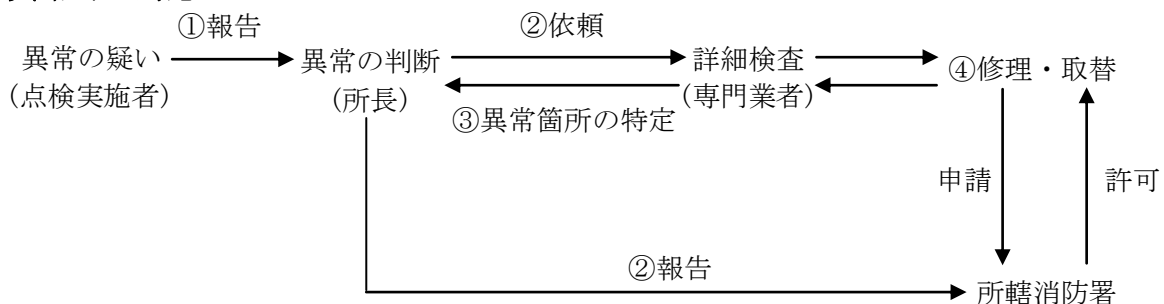 ①報告
②依頼
異常の疑い
異常の判断
詳細検査
④修理・取替
(点検実施者)
(所長)
(専門業者)
③異常箇所の特定
申請
許可
②報告
所轄消防署